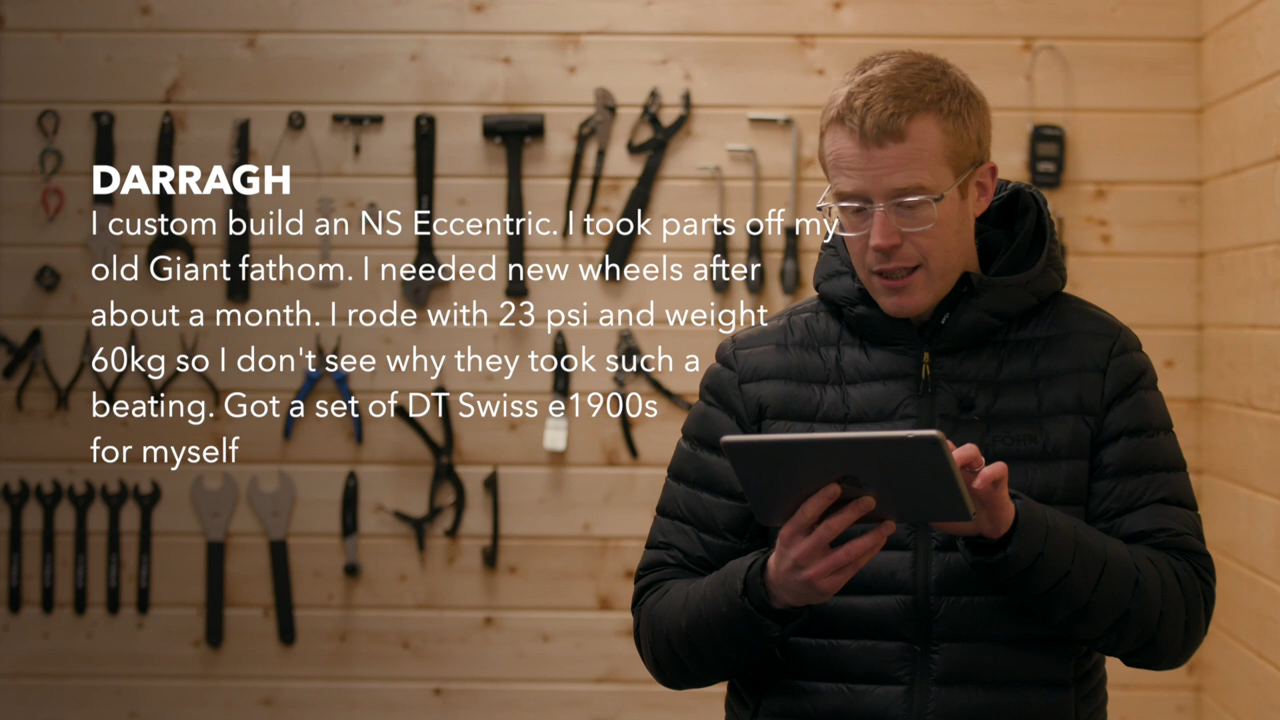 DARRAGH
I custom build an NS Eccentric. I took parts off my
old Giant fathom. I needed new wheels after
about a month. I rode with 23 psi and weight
60kg so I don't see why they took such a
beating. Got a set of DT Swiss e1900s
for myself
FÖHN